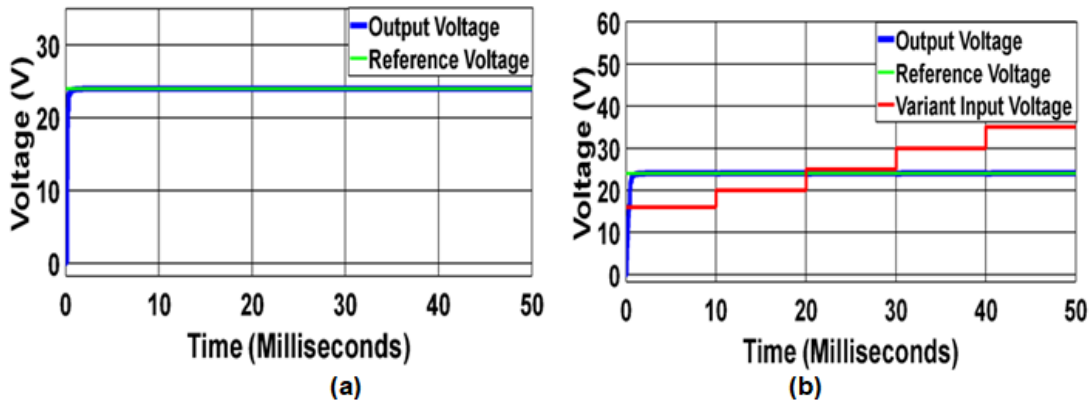 Output Voltage
Reference Voltage
Voltage (V)
30
20
10
0
0 10 20 30 40 50
Time (Milliseconds)
(a)
Output Voltage
Reference Voltage
Variant Input Voltage
Voltage (V)
60
50
40
30
20
10
0
0 10 20 30 40 50
Time (Milliseconds)
(b)